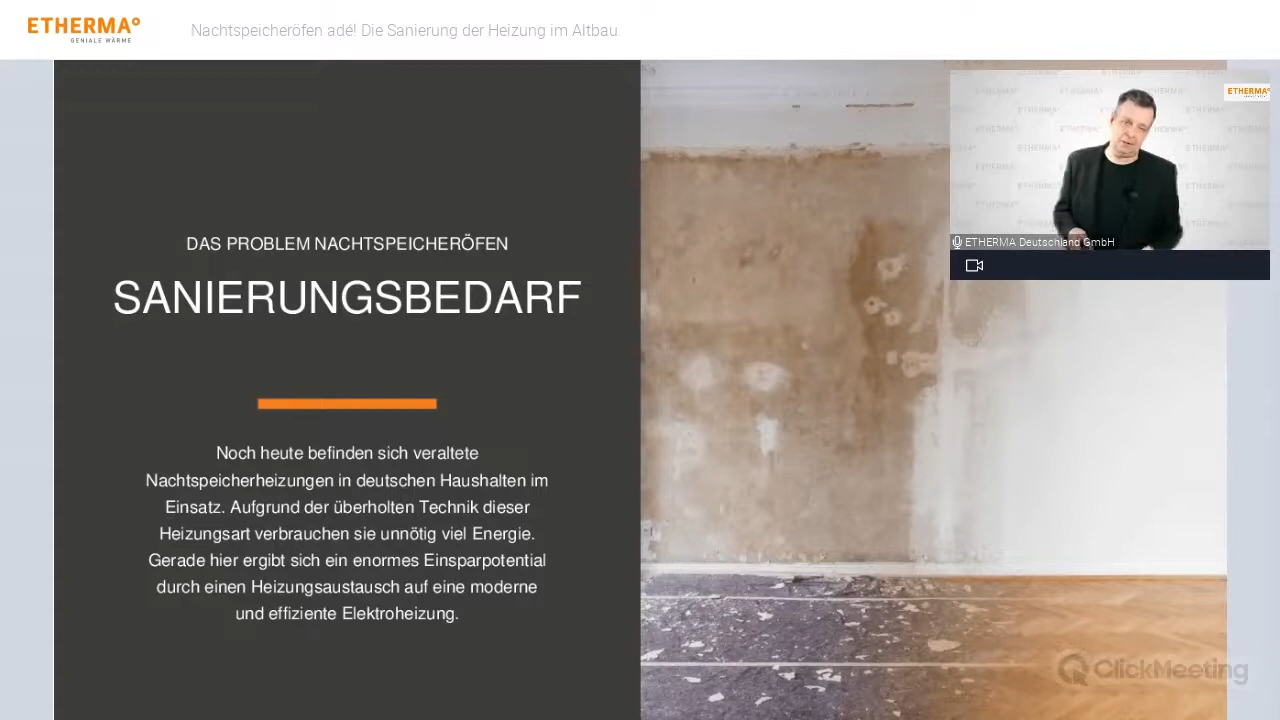 ETHERMA°
GENIALE WÄRME
Nachtspeicheröfen adé! Die Sanierung der Heizung im Altbau.
ETHERMA°
ETHERMA Deutschland GmbH
DAS PROBLEM NACHTSPEICHERÖFEN
SANIERUNGSBEDARF
Noch heute befinden sich veraltete
Nachtspeicherheizungen in deutschen Haushalten im
Einsatz. Aufgrund der überholten Technik dieser
Heizungsart verbrauchen sie unnötig viel Energie.
Gerade hier ergibt sich ein enormes Einsparpotential
durch einen Heizungsaustausch auf eine moderne
und effiziente Elektroheizung.
ClickMeeting